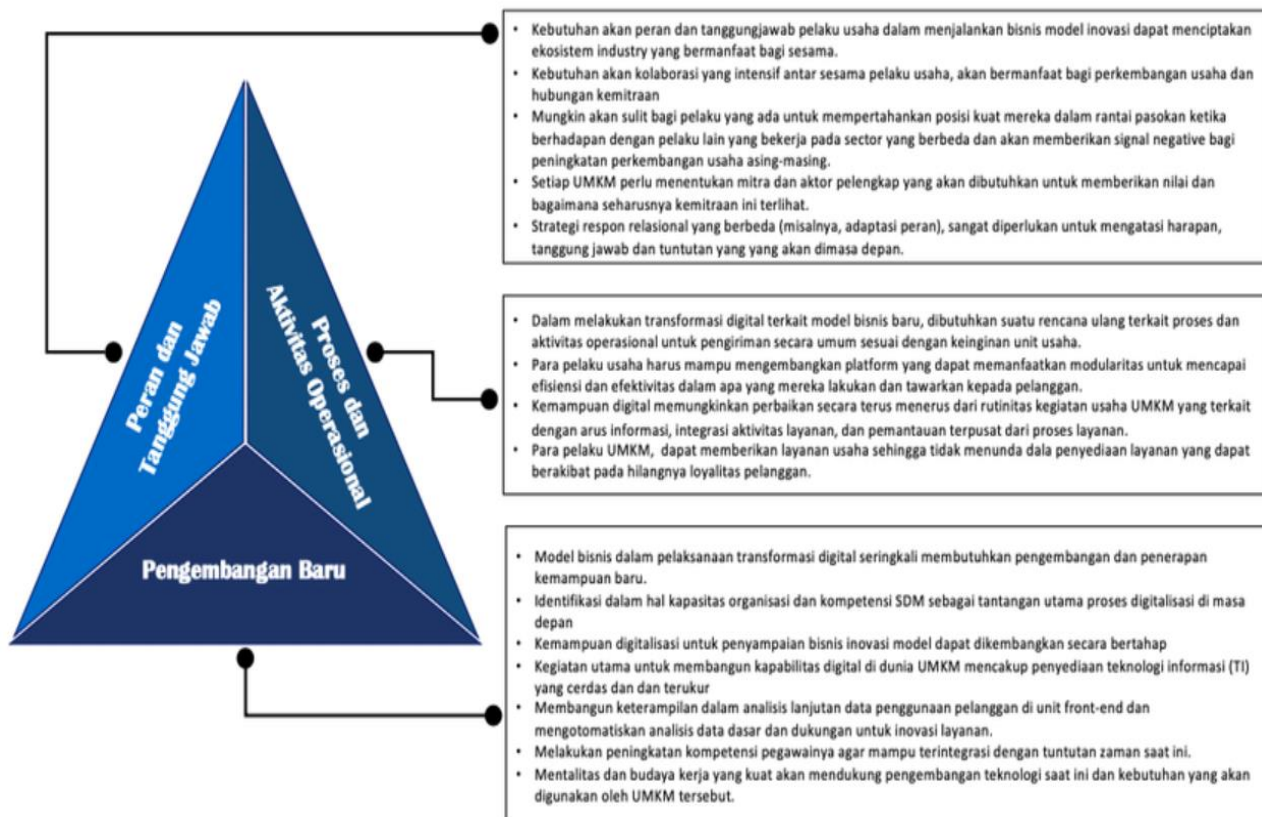 Peran dan
Tanggung Jawab
Proses dan
Aktivitas Operasional
Pengembangan Baru
• Kebutuhan akan peran dan tanggungjawab pelaku usaha dalam menjalankan bisnis model inovasi dapat menciptakan
ekosistem industry yang bermanfaat bagi sesama.
• Kebutuhan akan kolaborasi yang intensif antar sesama pelaku usaha, akan bermanfaat bagi perkembangan usaha dan
hubungan kemitraan
• Mungkin akan sulit bagi pelaku yang ada untuk mempertahankan posisi kuat mereka dalam rantai pasokan ketika
berhadapan dengan pelaku lain yang bekerja pada sector yang berbeda dan akan memberikan signal negative bagi
peningkatan perkembangan usaha asing-masing.
• Setiap UMKM perlu menentukan mitra dan aktor pelengkap yang akan dibutuhkan untuk memberikan nilai dan
bagaimana seharusnya kemitraan ini terlihat.
• Strategi respon relasional yang berbeda (misalnya, adaptasi peran), sangat diperlukan untuk mengatasi harapan,
tanggung jawab dan tuntutan yang yang akan dimasa depan.
• Dalam melakukan transformasi digital terkait model bisnis baru, dibutuhkan suatu rencana ulang terkait proses dan
aktivitas operasional untuk pengiriman secara umum sesuai dengan keinginan unit usaha.
• Para pelaku usaha harus mampu mengembangkan platform yang dapat memanfaatkan modularitas untuk mencapai
efisiensi dan efektivitas dalam apa yang mereka lakukan dan tawarkan kepada pelanggan.
• Kemampuan digital memungkinkan perbaikan secara terus menerus dari rutinitas kegiatan usaha UMKM yang terkait
dengan arus informasi, integrasi aktivitas layanan, dan pemantauan terpusat dari proses layanan.
• Para pelaku UMKM, dapat memberikan layanan usaha sehingga tidak menunda dala penyediaan layanan yang dapat
berakibat pada hilangnya loyalitas pelanggan.
• Model bisnis dalam pelaksanaan transformasi digital seringkali membutuhkan pengembangan dan penerapan
kemampuan baru.
• Identifikasi dalam hal kapasitas organisasi dan kompetensi SDM sebagai tantangan utama proses digitalisasi di masa
depan
• Kemampuan digitalisasi untuk penyampaian bisnis inovasi model dapat dikembangkan secara bertahap
• Kegiatan utama untuk membangun kapabilitas digital di dunia UMKM mencakup penyediaan teknologi informasi (TI)
yang cerdas dan dan terukur
• Membangun keterampilan dalam analisis lanjutan data penggunaan pelanggan di unit front-end dan
mengotomatiskan analisis data dasar dan dukungan untuk inovasi layanan.
• Melakukan peningkatan kompetensi pegawainya agar mampu terintegrasi dengan tuntutan zaman saat ini.
• Mentalitas dan budaya kerja yang kuat akan mendukung pengembangan teknologi saat ini dan kebutuhan yang akan
digunakan oleh UMKM tersebut.